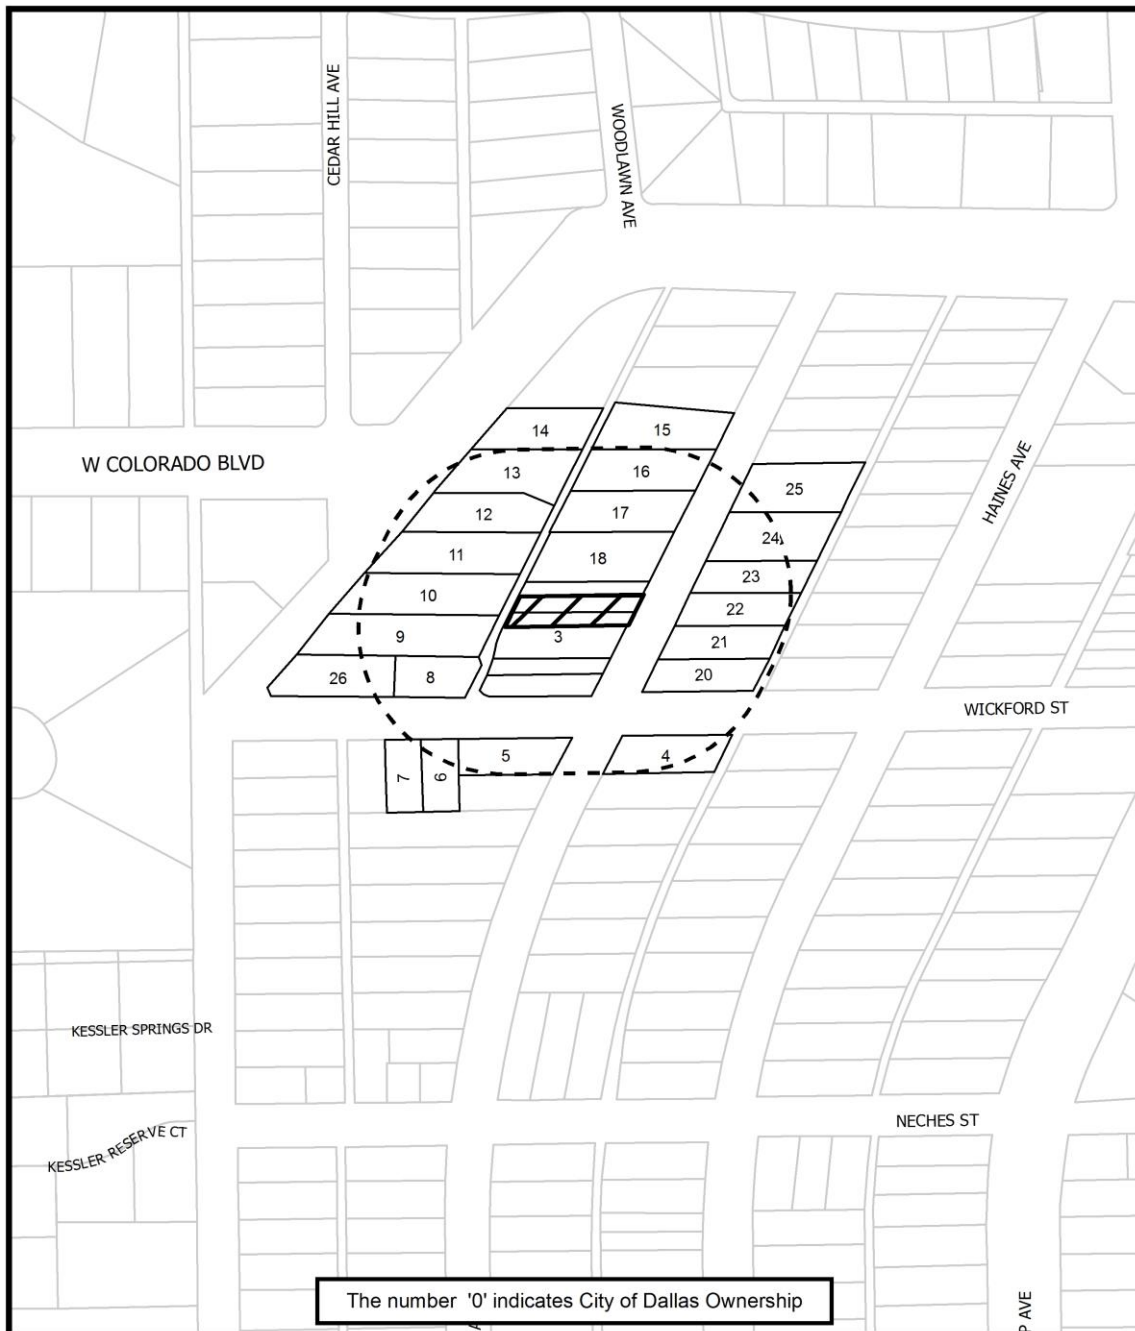 CEDAR HILL AVE
WOODLAWN AVE
W COLORADO BLVD
HAINES AVE
14
15
13
16
25
12
17
24
11
18
23
10
22
9
3
21
26
8
20
WICKFORD ST
5
4
7
6
KESSLER SPRINGS DR
NECHES ST
KESSLER RESERVE CT
The number '0' indicates City of Dallas Ownership
P AVE